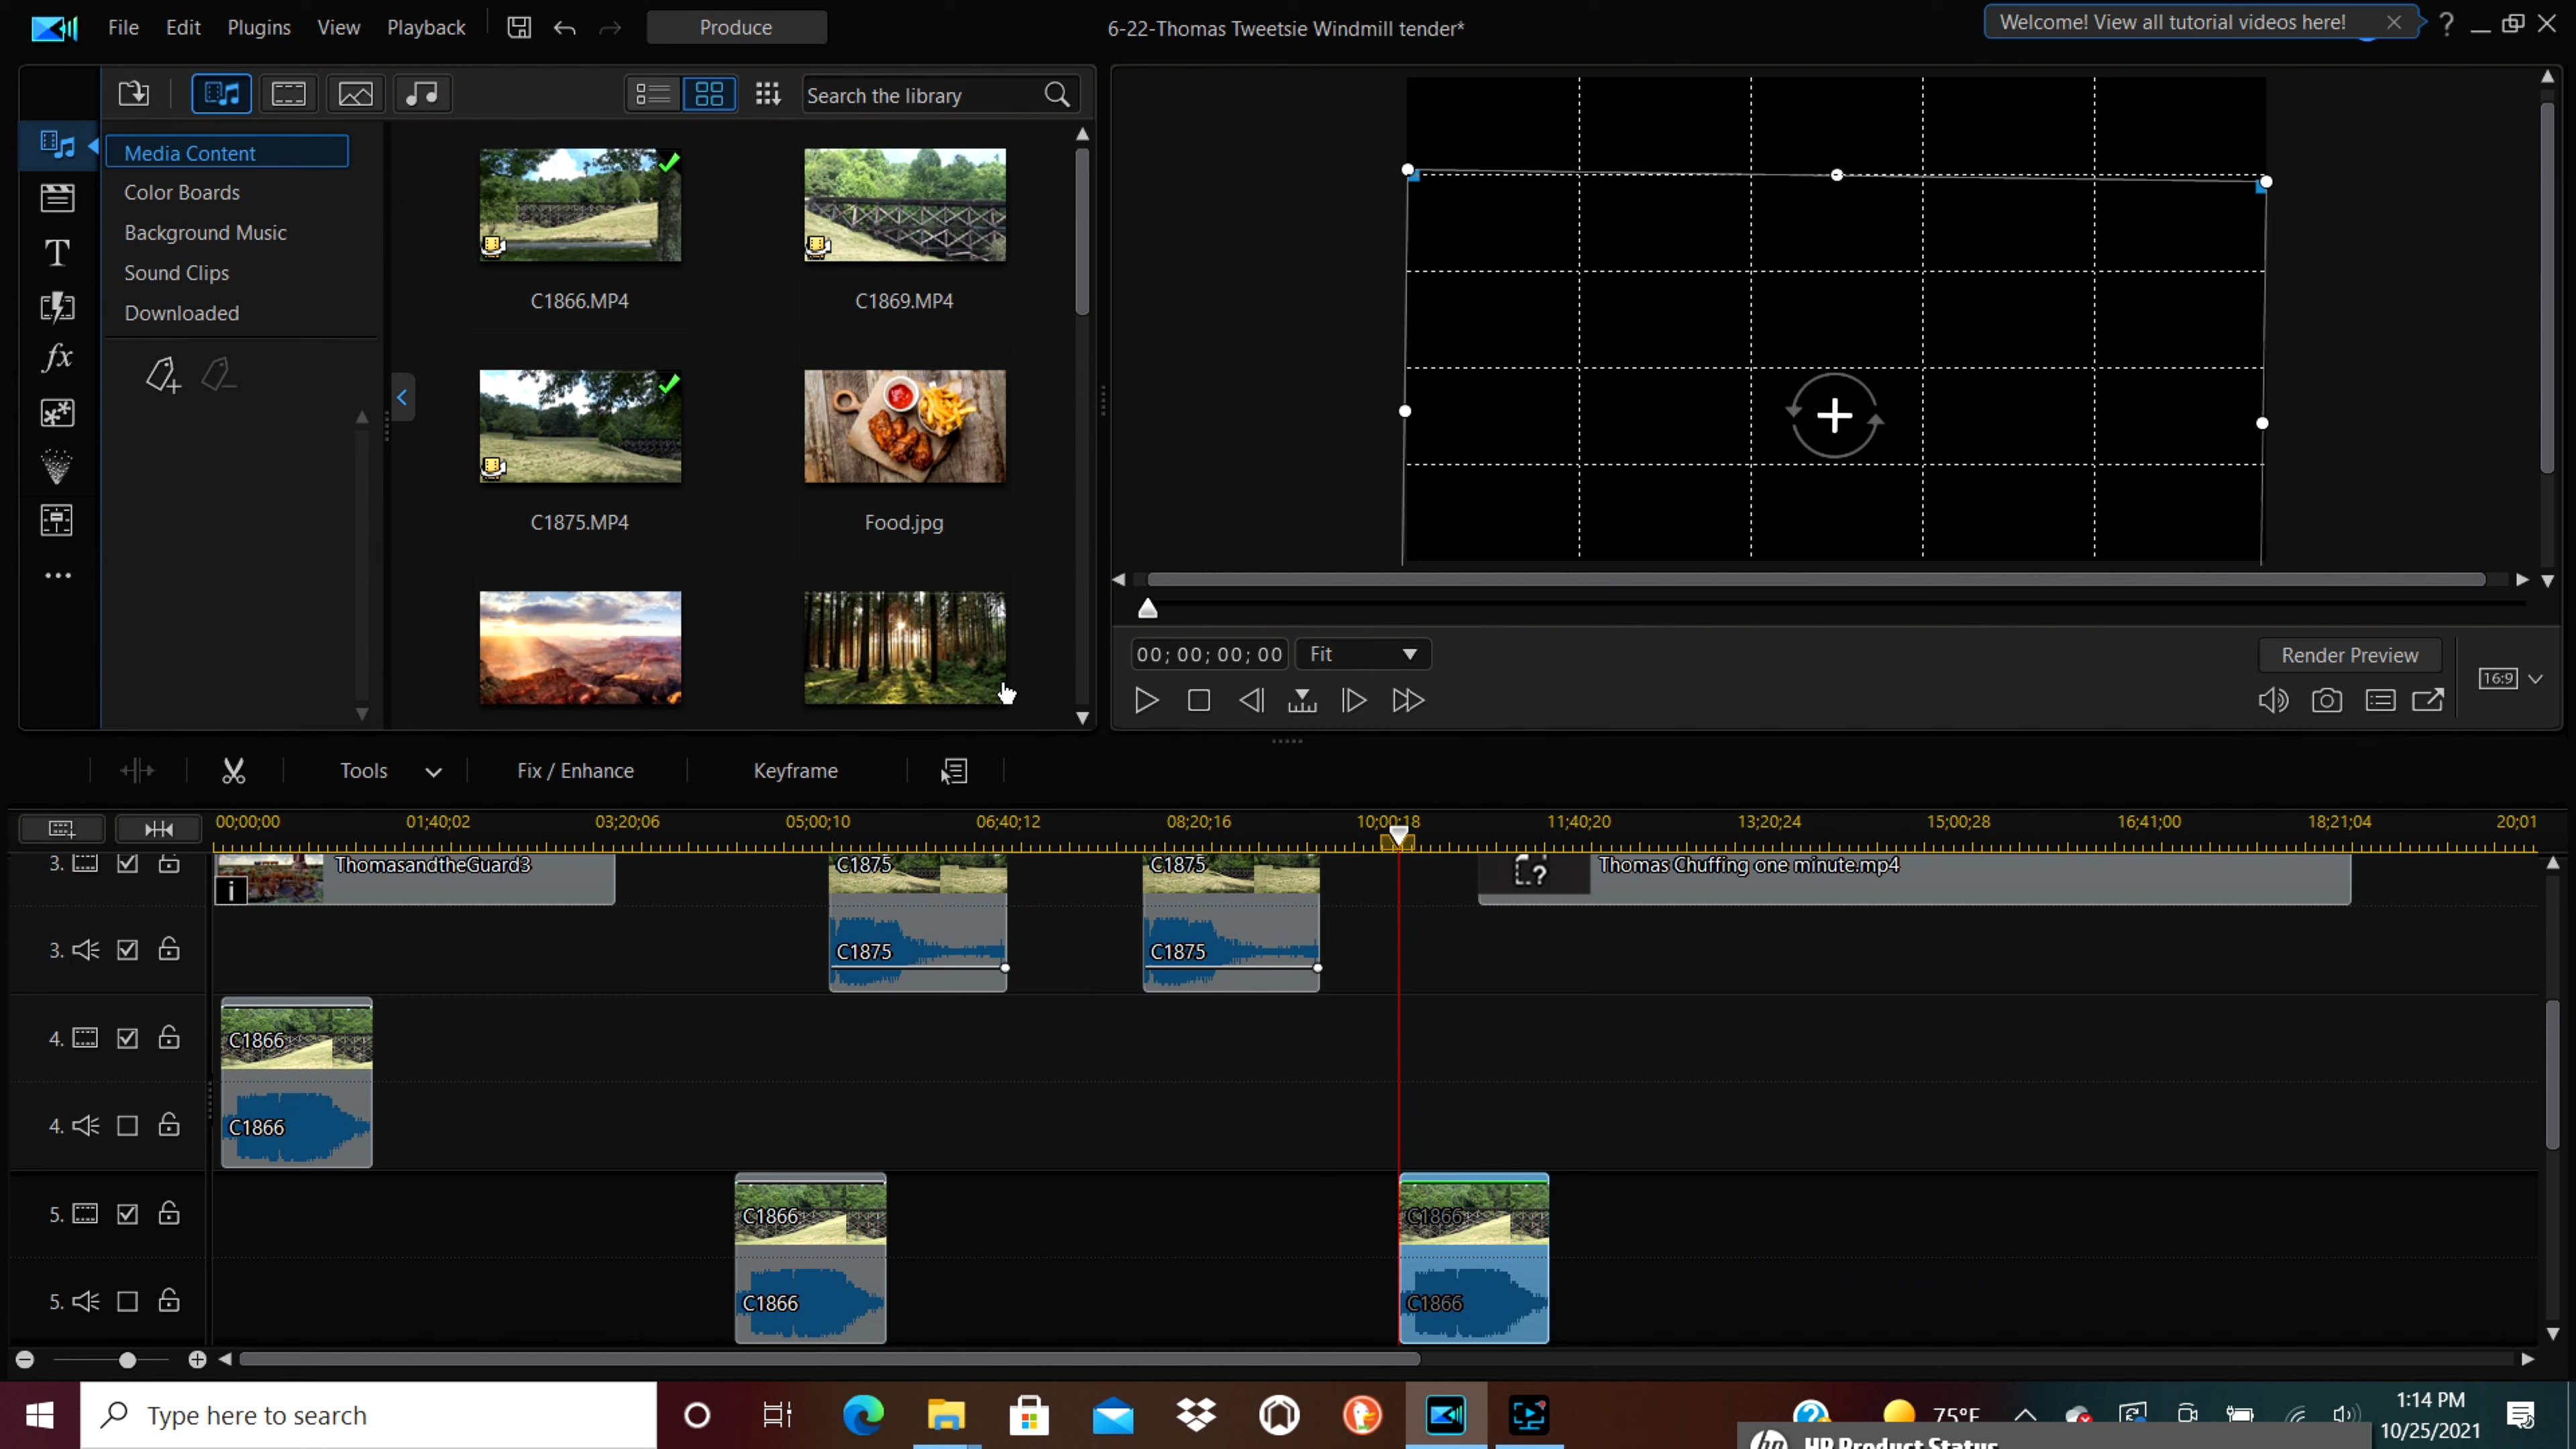 File Edit Plugins View Playback Produce 6-22-Thomas Tweetsie Windmill tender* Welcome! View all tutorial videos here! ?
Search the library
Media Content
Color Boards
Background Music
Sound Clips
Downloaded
C1866.MP4 C1869.MP4
C1875.MP4 Food.jpg
T
fx
00; 00; 00; 00 Fit Render Preview
16:9
Tools Fix / Enhance Keyframe
00;00;00 01;40;02 03;20;06 05;00;10 06;40;12 08;20;16 10;00;18 11;40;20 13;20;24 15;00;28 16;41;00 18;21;04 20;01
3. ThomasandtheGuard3 C1875 C1875 Thomas Chuffing one minute.mp4
3. C1875 C1875
4. C1866
4. C1866
5. C1866 C1866
5. C1866 C1866
Type here to search 75°F 1:14 PM
10/25/2021
HP Product Status